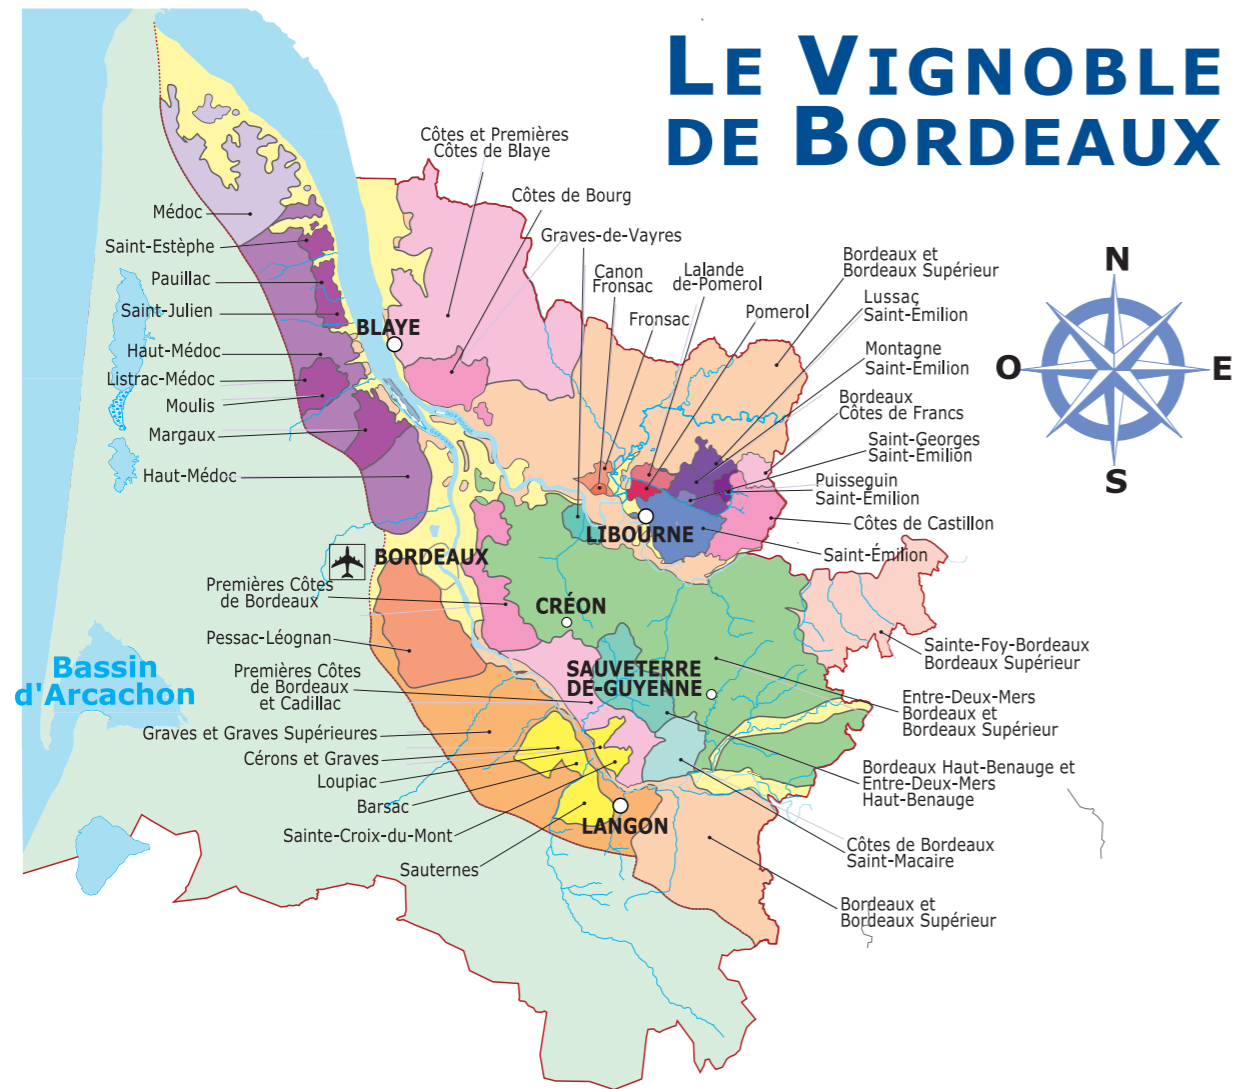 LE VIGNOBLE
DE BORDEAUX
Côtes et Premières
Côtes de Blaye
Côtes de Bourg
Graves-de-Vayres
Canon
Fronsac
Lalande
de-Pomerol
Fronsac
Pomerol
Bordeaux et
Bordeaux Supérieur
Lussac
Saint-Émilion
Montagne
Saint-Émilion
Bordeaux
Côtes de Francs
Saint-Georges
Saint-Émilion
Puisseguin
Saint-Émilion
Côtes de Castillon
Saint-Émilion
N
O
E
S
Médoc
Saint-Estèphe
Pauillac
Saint-Julien
Haut-Médoc
Listrac-Médoc
Moulis
Margaux
Haut-Médoc
BLAYE
LIBOURNE
BORDEAUX
CRÉON
SAUVETERRE
DE-GUYENNE
LANGON
Bassin
d'Arcachon
Premières Côtes
de Bordeaux
Pessac-Léognan
Premières Côtes
de Bordeaux
et Cadillac
Graves et Graves Supérieures
Cérons et Graves
Loupiac
Barsac
Sainte-Croix-du-Mont
Sauternes
Sainte-Foy-Bordeaux
Bordeaux Supérieur
Entre-Deux-Mers
Bordeaux et
Bordeaux Supérieur
Bordeaux Haut-Benauge et
Entre-Deux-Mers
Haut-Benauge
Côtes de Bordeaux
Saint-Macaire
Bordeaux et
Bordeaux Supérieur